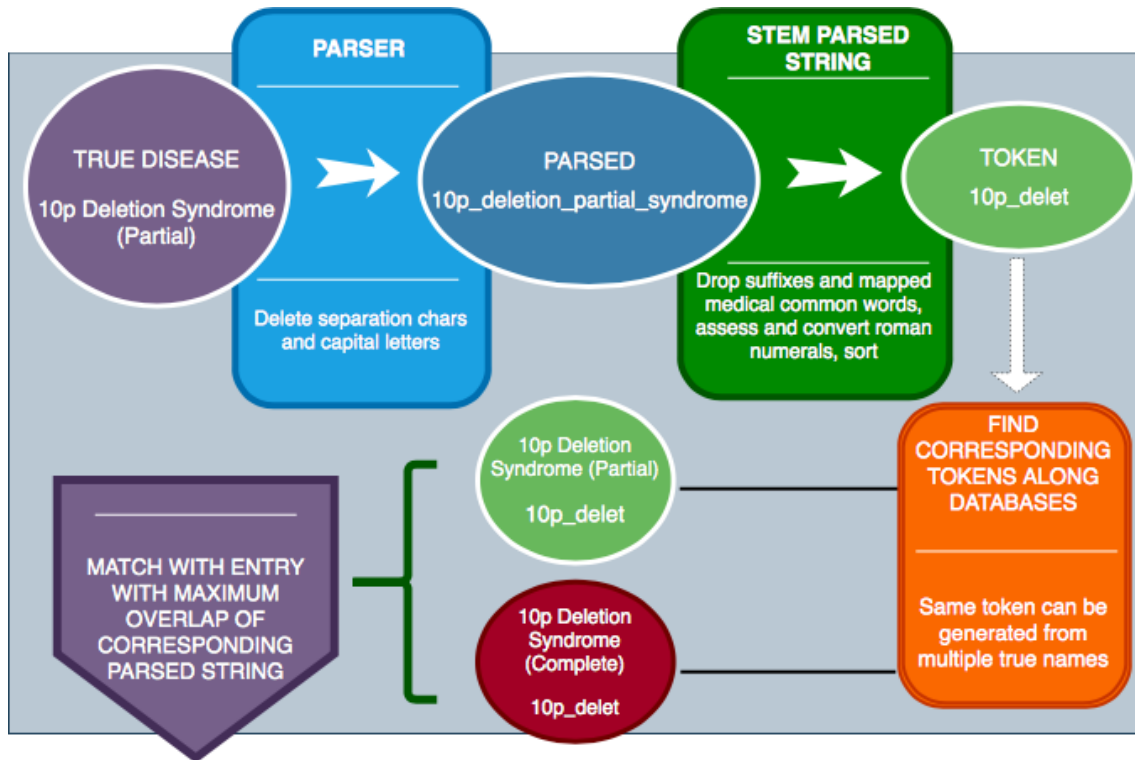 PARSER
STEM PARSED
STRING
TRUE DISEASE
10p Deletion Syndrome
(Partial)
PARSED
10p_deletion_partial_syndrome
TOKEN
10p_delet
Delete separation chars
and capital letters
Drop suffixes and mapped
medical common words,
assess and convert roman
numerals, sort
FIND
CORRESPONDING
TOKENS ALONG
DATABASES
Same token can be
generated from
multiple true names
10p Deletion
Syndrome (Partial)
10p_delet
10p Deletion
Syndrome
(Complete)
10p_delet
MATCH WITH ENTRY
WITH MAXIMUM
OVERLAP OF
CORRESPONDING
PARSED STRING